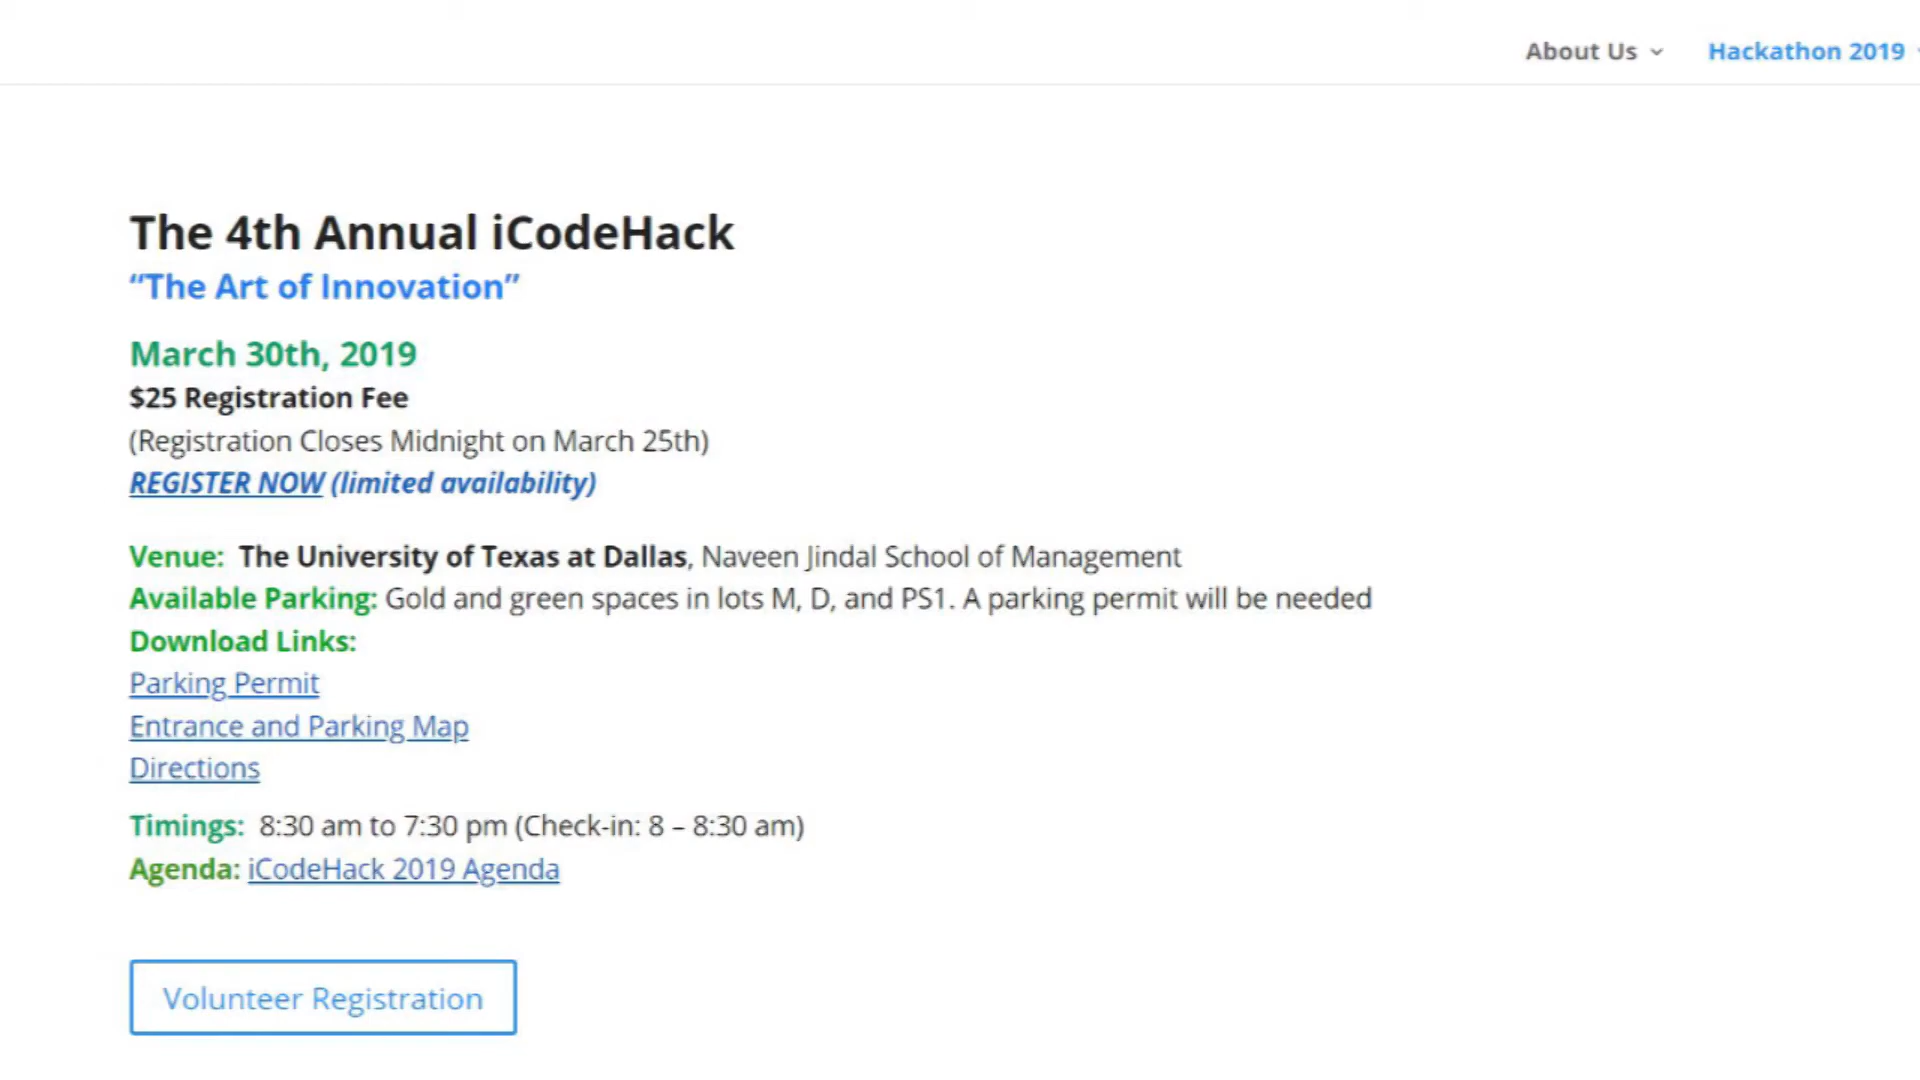 About Us Hackathon 2019
The 4th Annual iCodeHack
“The Art of Innovation”
March 30th, 2019
$25 Registration Fee
(Registration Closes Midnight on March 25th)
REGISTER NOW (limited availability)
Venue: The University of Texas at Dallas, Naveen Jindal School of Management
Available Parking: Gold and green spaces in lots M, D, and PS1. A parking permit will be needed
Download Links:
Parking Permit
Entrance and Parking Map
Directions
Timings: 8:30 am to 7:30 pm (Check-in: 8 – 8:30 am)
Agenda: iCodeHack 2019 Agenda
Volunteer Registration